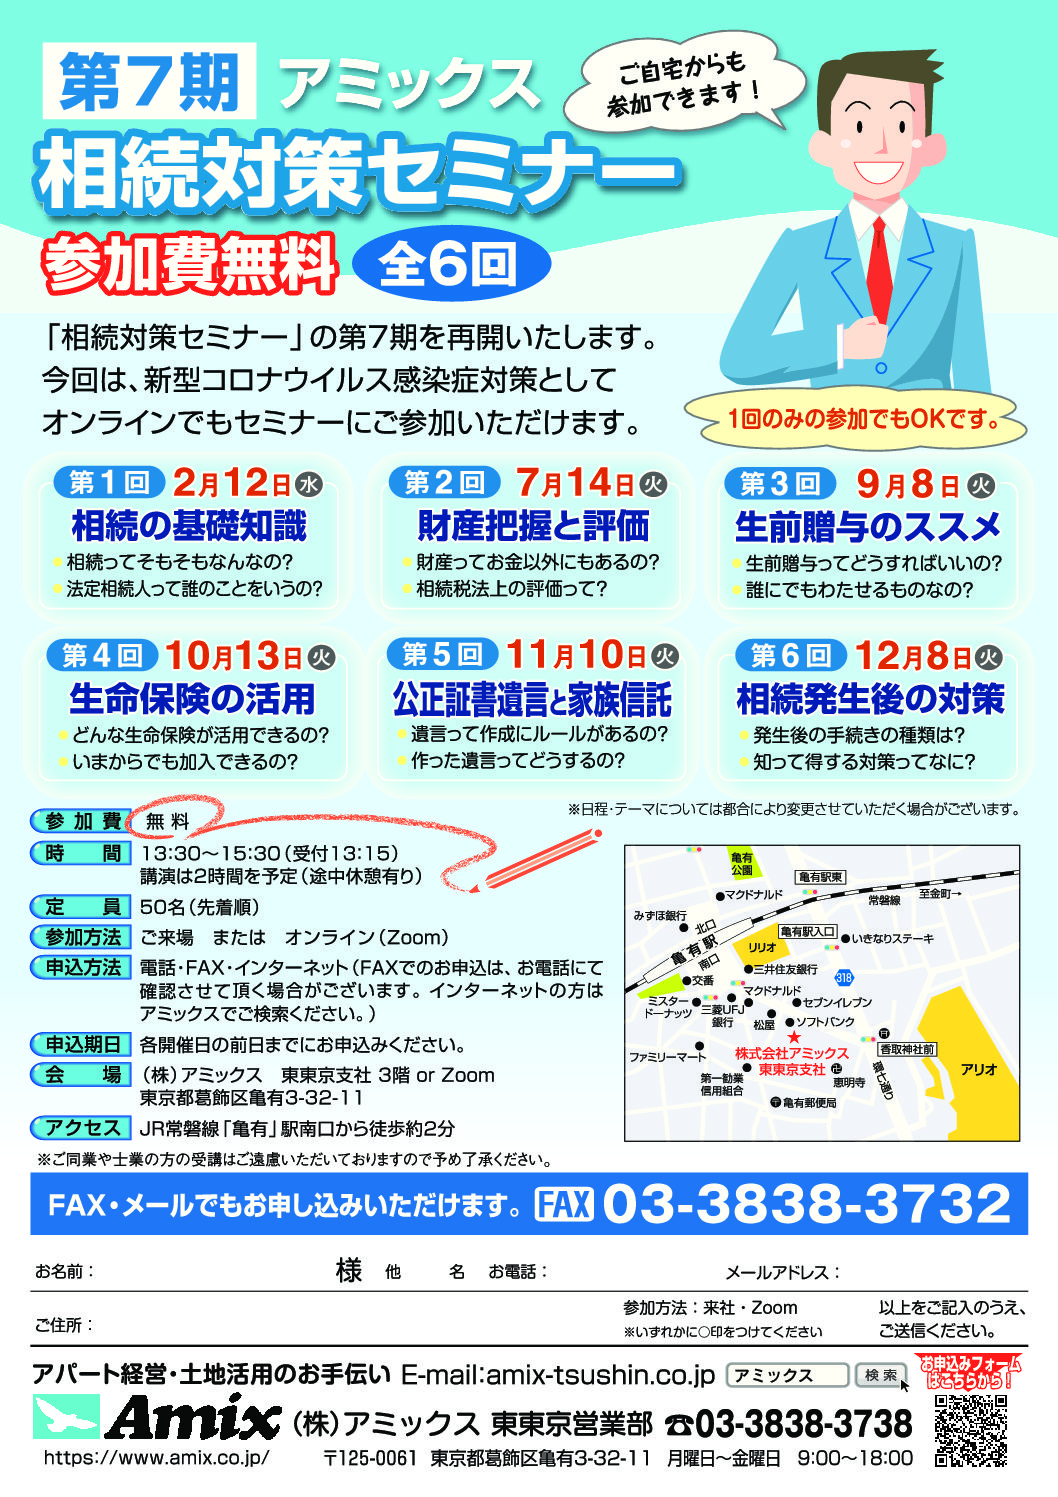 第7期 アミックス
ご自宅からも
参加できます！
相続対策セミナー
参加費無料 全6回
「相続対策セミナー」の第7期を再開いたします。
今回は、新型コロナウイルス感染症対策として
オンラインでもセミナーにご参加いただけます。
1回のみの参加でもOKです。
第1回 2月12日㊌
相続の基礎知識
相続ってそもそもなんなの?
法定相続人って誰のことをいうの?
第2回 7月14日㊋
財産把握と評価
財産ってお金以外にもあるの?
相続税法上の評価って?
第3回 9月8日㊋
生前贈与のススメ
生前贈与ってどうすればいいの?
誰にでもわたせるものなの?
第4回 10月13日㊋
生命保険の活用
どんな生命保険が活用できるの?
いまからでも加入できるの?
第5回 11月10日㊋
公正証書遺言と家族信託
遺言って作成にルールがあるの?
作った遺言ってどうするの?
第6回 12月8日㊋
相続発生後の対策
発生後の手続きの種類は?
知って得する対策ってなに?
※日程・テーマについては都合により変更させていただく場合がございます。
参加費 無料
時間 13:30～15:30（受付13:15）
講演は2時間を予定（途中休憩有り）
定員 50名（先着順）
参加方法 ご来場 または オンライン（Zoom）
申込方法 電話・FAX・インターネット（FAXでのお申込は、お電話にて
確認させて頂く場合がございます。インターネットの方は
アミックスでご検索ください。）
申込期日 各開催日の前日までにお申込みください。
会場 （株）アミックス 東東京支社 3階 or Zoom
東京都葛飾区亀有3-32-11
アクセス JR常磐線「亀有」駅南口から徒歩約2分
※ご同業や士業の方の受講はご遠慮いただいておりますので予め了承ください。
亀有
公園
亀有駅東
マクドナルド
常磐線
至金町→
みずほ銀行
北口
亀有駅
南口
リリオ
亀有駅入口
いきなりステーキ
三井住友銀行
318
交番
マクドナルド
ミスター
ドーナッツ
三菱UFJ
銀行
セブンイレブン
松屋
ソフトバンク
ファミリーマート
株式会社アミックス
東東京支社
香取神社前
第一勧業
信用組合
恵明寺
環七通り
アリオ
亀有郵便局
FAX・メールでもお申し込みいただけます。 FAX 03-3838-3732
お名前： 様 他 名 お電話： メールアドレス：
ご住所：
参加方法：来社・Zoom
※いずれかに○印をつけてください
以上をご記入のうえ、
ご送信ください。
アパート経営・土地活用のお手伝い E-mail:amix-tsushin.co.jp アミックス 検索
お申込みフォーム
はこちらから！
Amix （株）アミックス 東東京営業部 ☎03-3838-3738
https://www.amix.co.jp/ 〒125-0061 東京都葛飾区亀有3-32-11 月曜日～金曜日 9:00～18:00